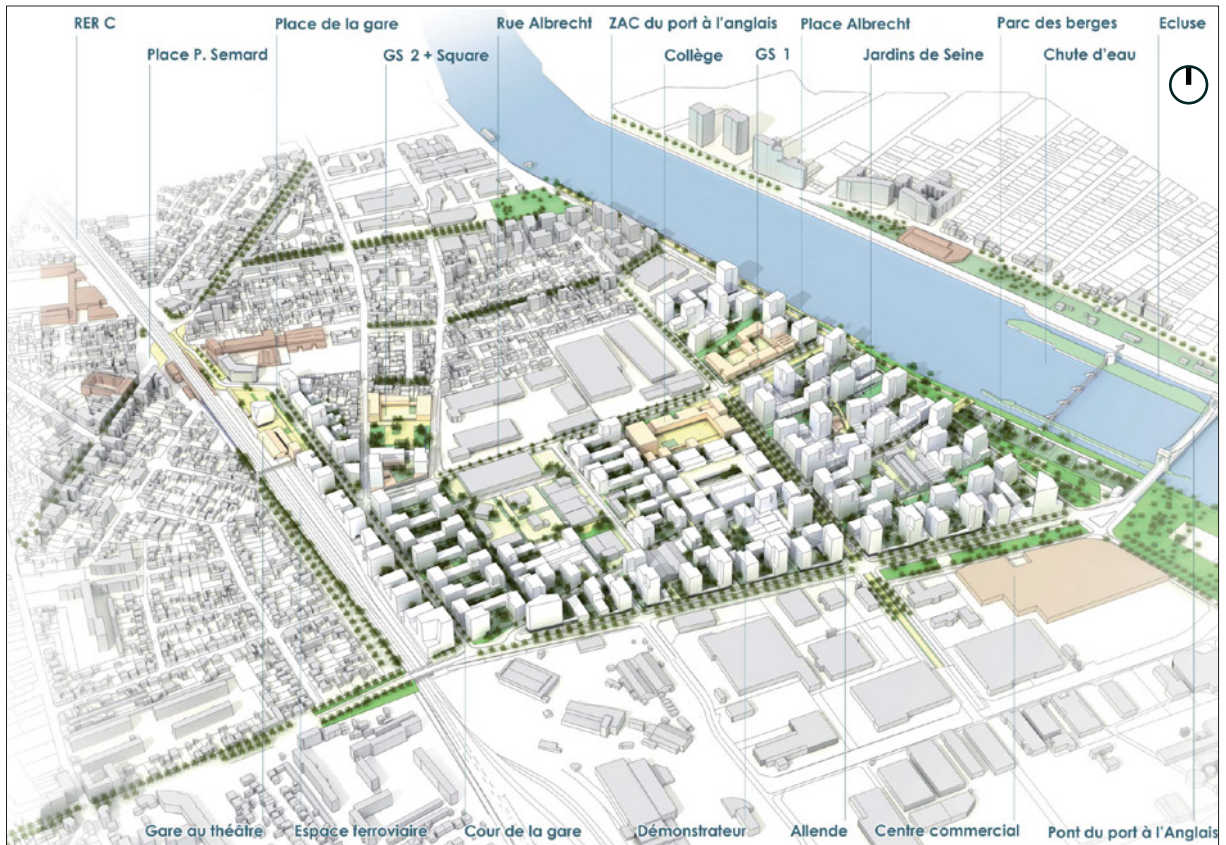 RER C
Place de la gare
Rue Albrecht
ZAC du port à l'anglais
Place Albrecht
Parc des berges
Ecluse
Place P. Semard
GS 2 + Square
Collège
GS 1
Jardins de Seine
Chute d'eau
Gare au théâtre
Espace ferroviaire
Cour de la gare
Démonstrateur
Allende
Centre commercial
Pont du port à l'Anglais